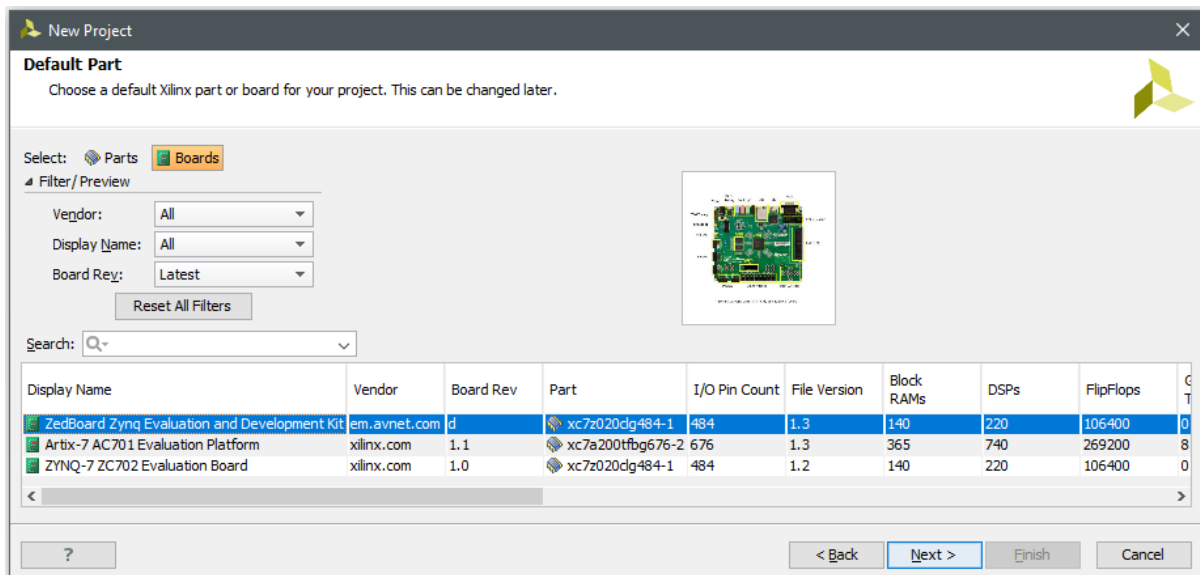 New Project
Default Part
Choose a default Xilinx part or board for your project. This can be changed later.
Select: Parts Boards
Filter/Preview
Vendor: All
Display Name: All
Board Rev: Latest
Reset All Filters
Search:
Display Name Vendor Board Rev Part I/O Pin Count File Version Block RAMs DSPs FlipFlops
ZedBoard Zynq Evaluation and Development Kit em.avnet.com d xc7z020clg484-1 484 1.3 140 220 106400 0
Artix-7 AC701 Evaluation Platform xilinx.com 1.1 xc7a200tfbg676-2 676 1.3 365 740 269200 8
ZYNQ-7 ZC702 Evaluation Board xilinx.com 1.0 xc7z020clg484-1 484 1.2 140 220 106400 0
? < Back Next > Finish Cancel